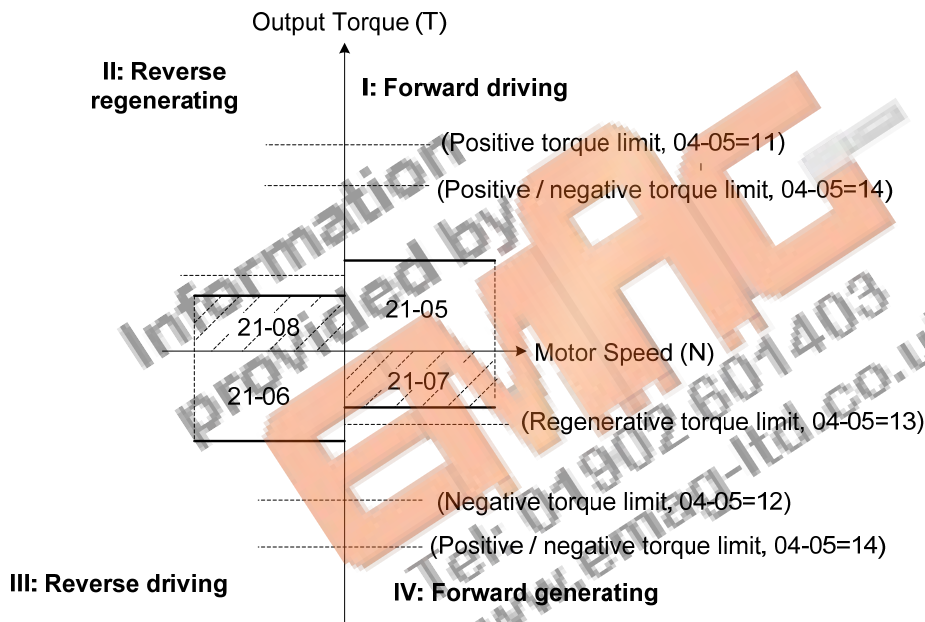 Output Torque (T)
II: Reverse
regenerating
I: Forward driving
(Positive torque limit, 04-05=11)
(Positive / negative torque limit, 04-05=14)
21-05
21-08
Motor Speed (N)
21-06
21-07
(Regenerative torque limit, 04-05=13)
(Negative torque limit, 04-05=12)
(Positive / negative torque limit, 04-05=14)
III: Reverse driving
IV: Forward generating
Information
provided by
EMAG
Tel: 01902 601403
www.emag-ltd.co.u